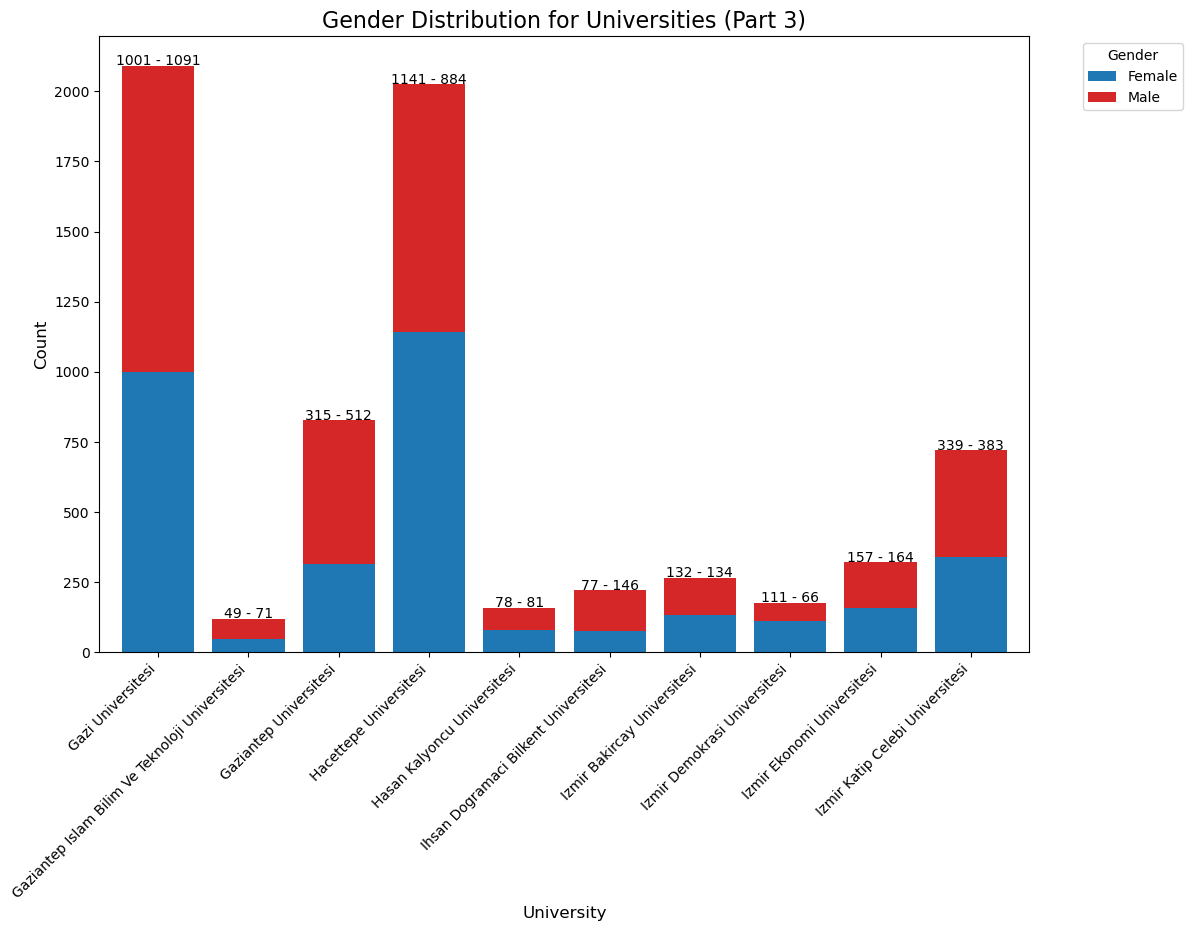 Gender Distribution for Universities (Part 3)
Gender
Female
Male
Count
2000
1750
1500
1250
1000
750
500
250
0
1001 - 1091
49 - 71
315 - 512
1141 - 884
78 - 81
77 - 146
132 - 134
111 - 66
157 - 164
339 - 383
Gazi Universitesi
Gaziantep Islam Bilim Ve Teknoloji Universitesi
Gaziantep Universitesi
Hacettepe Universitesi
Hasan Kalyoncu Universitesi
Ihsan Dogramaci Bilkent Universitesi
Izmir Bakircay Universitesi
Izmir Demokrasi Universitesi
Izmir Ekonomi Universitesi
Izmir Katip Celebi Universitesi
University